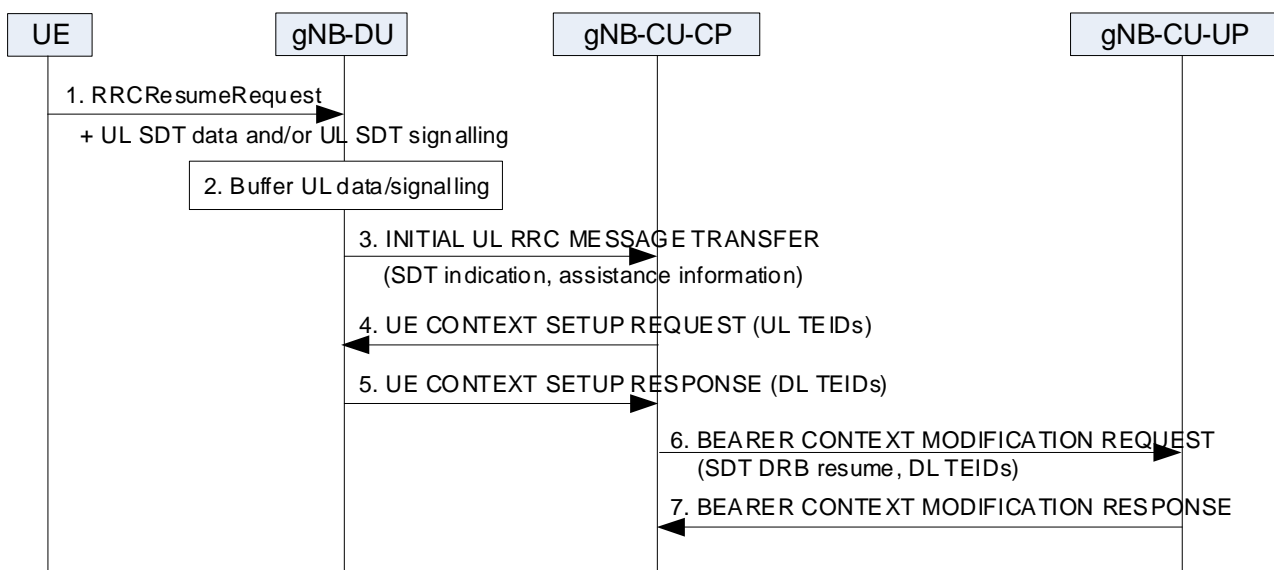 UE
gNB-DU
gNB-CU-CP
gNB-CU-UP
1. RRCResumeRequest
+ UL SDT data and/or UL SDT signalling
2. Buffer UL data/signalling
3. INITIAL UL RRC MESSAGE TRANSFER
(SDT indication, assistance information)
4. UE CONTEXT SETUP REQUEST (UL TEIDs)
5. UE CONTEXT SETUP RESPONSE (DL TEIDs)
6. BEARER CONTEXT MODIFICATION REQUEST
(SDT DRB resume, DL TEIDs)
7. BEARER CONTEXT MODIFICATION RESPONSE